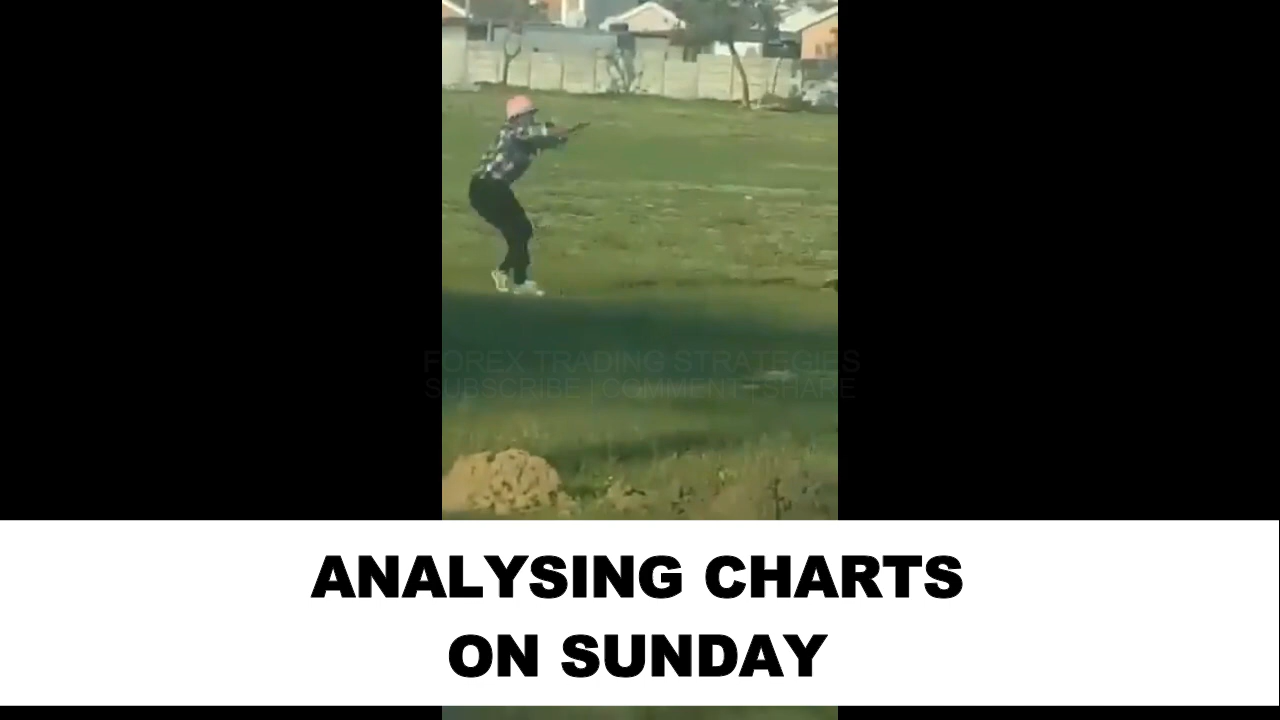 FOREX TRADING STRATEGIES
SUBSCRIBE | COMMENT | SHARE
ANALYSING CHARTS
ON SUNDAY